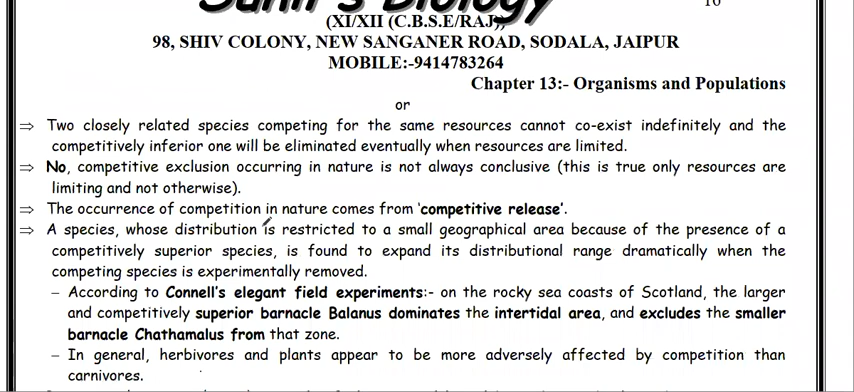 Sunil's Biology
16
(XI/XII (C.B.S.E/RAJ))
98, SHIV COLONY, NEW SANGANER ROAD, SODALA, JAIPUR
MOBILE:-9414783264
Chapter 13:- Organisms and Populations
or
⇒ Two closely related species competing for the same resources cannot co-exist indefinitely and the
competitively inferior one will be eliminated eventually when resources are limited.
⇒ No, competitive exclusion occurring in nature is not always conclusive (this is true only resources are
limiting and not otherwise).
⇒ The occurrence of competition in nature comes from 'competitive release'.
⇒ A species, whose distribution is restricted to a small geographical area because of the presence of a
competitively superior species, is found to expand its distributional range dramatically when the
competing species is experimentally removed.
– According to Connell's elegant field experiments:- on the rocky sea coasts of Scotland, the larger
and competitively superior barnacle Balanus dominates the intertidal area, and excludes the smaller
barnacle Chathamalus from that zone.
– In general, herbivores and plants appear to be more adversely affected by competition than
carnivores.